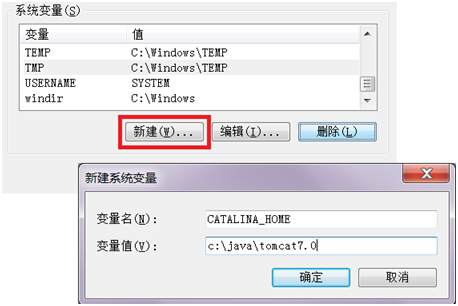 系统变量(S)
变量 值
TEMP C:\Windows\TEMP
TMP C:\Windows\TEMP
USERNAME SYSTEM
windir C:\Windows
新建(W)... 编辑(I)... 删除(L)
新建系统变量
变量名(N): CATALINA_HOME
变量值(V): c:\java\tomcat7.0
确定 取消